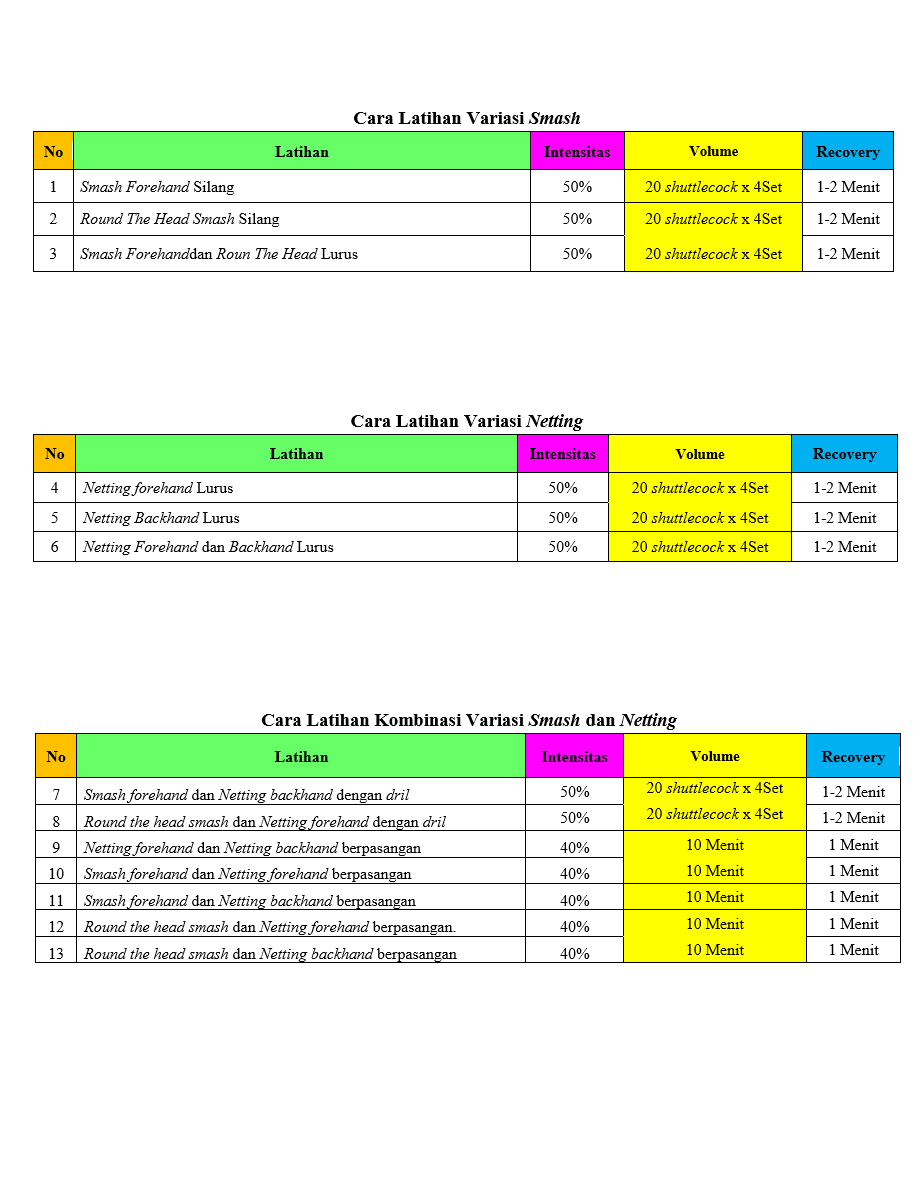 Cara Latihan Variasi Smash
No Latihan Intensitas Volume Recovery
1 Smash Forehand Silang 50% 20 shuttlecock x 4Set 1-2 Menit
2 Round The Head Smash Silang 50% 20 shuttlecock x 4Set 1-2 Menit
3 Smash Forehanddan Roun The Head Lurus 50% 20 shuttlecock x 4Set 1-2 Menit
Cara Latihan Variasi Netting
No Latihan Intensitas Volume Recovery
4 Netting forehand Lurus 50% 20 shuttlecock x 4Set 1-2 Menit
5 Netting Backhand Lurus 50% 20 shuttlecock x 4Set 1-2 Menit
6 Netting Forehand dan Backhand Lurus 50% 20 shuttlecock x 4Set 1-2 Menit
Cara Latihan Kombinasi Variasi Smash dan Netting
No Latihan Intensitas Volume Recovery
7 Smash forehand dan Netting backhand dengan dril 50% 20 shuttlecock x 4Set 1-2 Menit
8 Round the head smash dan Netting forehand dengan dril 50% 20 shuttlecock x 4Set 1-2 Menit
9 Netting forehand dan Netting backhand berpasangan 40% 10 Menit 1 Menit
10 Smash forehand dan Netting forehand berpasangan 40% 10 Menit 1 Menit
11 Smash forehand dan Netting backhand berpasangan 40% 10 Menit 1 Menit
12 Round the head smash dan Netting forehand berpasangan. 40% 10 Menit 1 Menit
13 Round the head smash dan Netting backhand berpasangan 40% 10 Menit 1 Menit